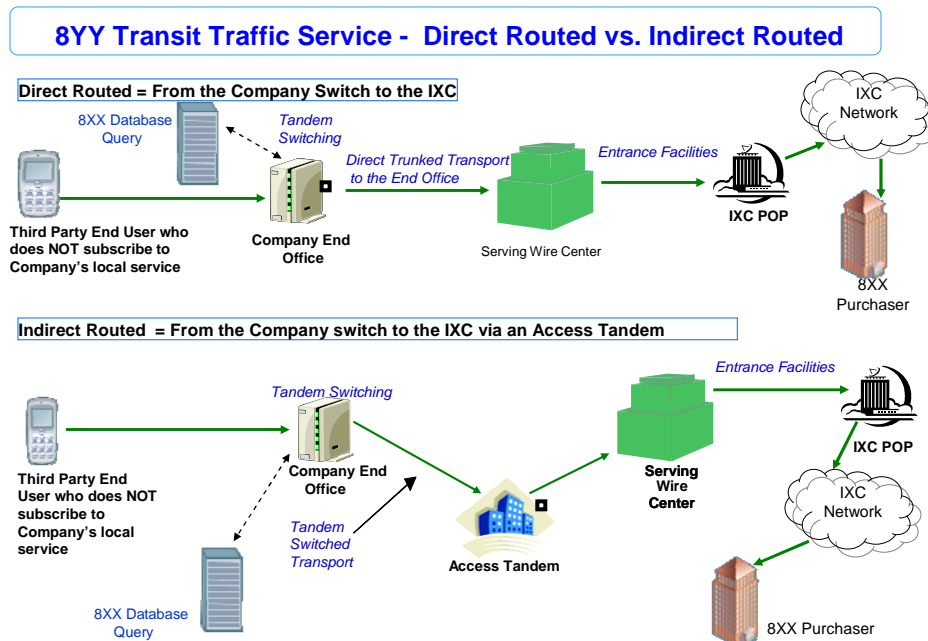 8YY Transit Traffic Service - Direct Routed vs. Indirect Routed
Direct Routed = From the Company Switch to the IXC
8XX Database
Query
Tandem
Switching
Direct Trunked Transport
to the End Office
Entrance Facilities
IXC
Network
Third Party End User who
does NOT subscribe to
Company's local service
Company End
Office
Serving Wire Center
IXC POP
8XX
Purchaser
Indirect Routed = From the Company switch to the IXC via an Access Tandem
Tandem Switching
Entrance Facilities
Third Party End
User who does NOT
subscribe to
Company's local
service
Company End
Office
Serving
Wire
Center
IXC POP
Tandem
Switched
Transport
Access Tandem
IXC
Network
8XX Database
Query
8XX Purchaser